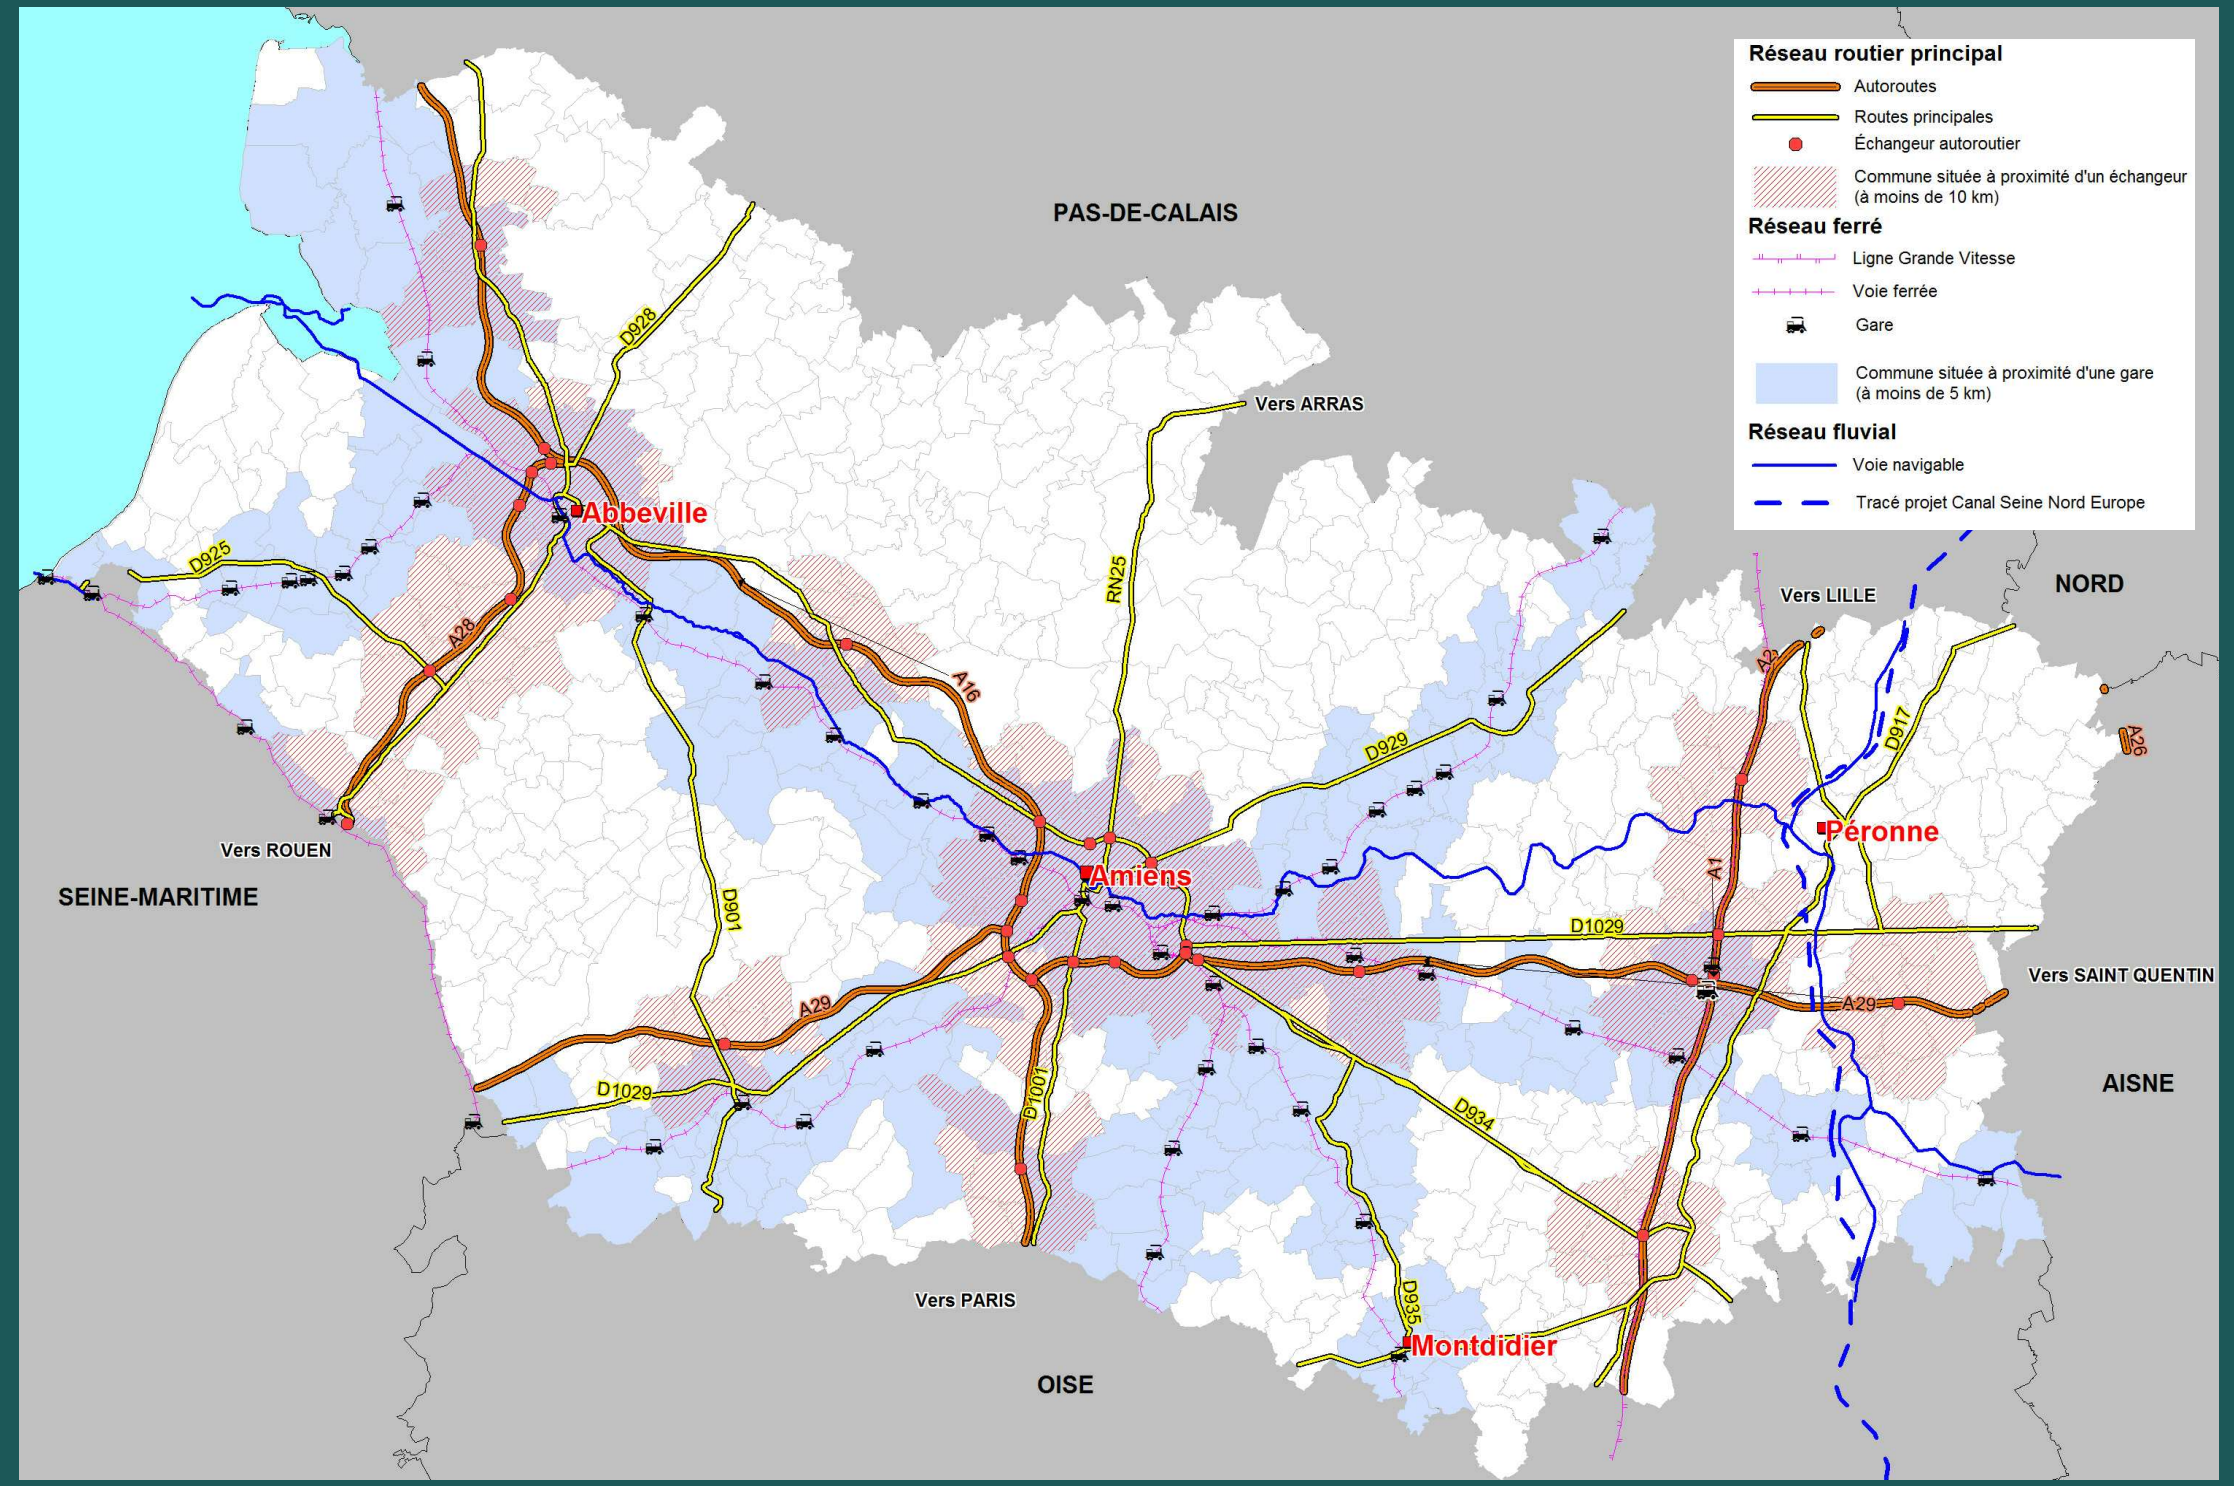 Réseau routier principal
Autoroutes
Routes principales
Échangeur autoroutier
Commune située à proximité d'un échangeur
(à moins de 10 km)
Réseau ferré
Ligne Grande Vitesse
Voie ferrée
Gare
Commune située à proximité d'une gare
(à moins de 5 km)
Réseau fluvial
Voie navigable
Tracé projet Canal Seine Nord Europe
PAS-DE-CALAIS
D928
Vers ARRAS
Abbeville
D925
RN25
NORD
Vers LILLE
A28
A2
A16
D917
A26
D929
Péronne
Vers ROUEN
A1
Amiens
SEINE-MARITIME
D901
D1029
Vers SAINT QUENTIN
A29
A29
D1029
D1001
AISNE
D934
Vers PARIS
D935
Montdidier
OISE